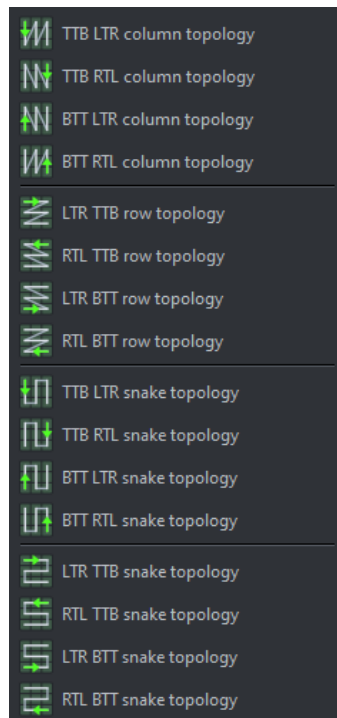 TTB LTR column topology
TTB RTL column topology
BTT LTR column topology
BTT RTL column topology
LTR TTB row topology
RTL TTB row topology
LTR BTT row topology
RTL BTT row topology
TTB LTR snake topology
TTB RTL snake topology
BTT LTR snake topology
BTT RTL snake topology
LTR TTB snake topology
RTL TTB snake topology
LTR BTT snake topology
RTL BTT snake topology